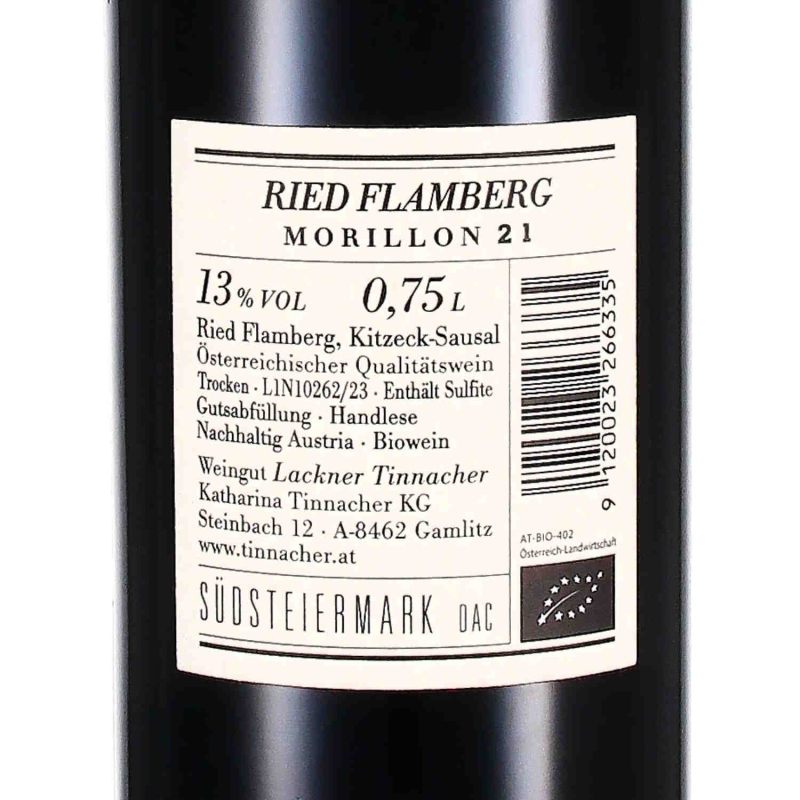 RIED FLAMBERG
MORILLON 21
13% VOL 0,75 L
Ried Flamberg, Kitzeck-Sausal
Österreichischer Qualitätswein
Trocken · L1N10262/23 · Enthält Sulfite
Gutsabfüllung · Handlese
Nachhaltig Austria · Biowein
Weingut Lackner Tinnacher
Katharina Tinnacher KG
Steinbach 12 · A-8462 Gamlitz
www.tinnacher.at
SÜDSTEIERMARK DAC
9 120023 266335
AT-BIO-402
Österreich-Landwirtschaft